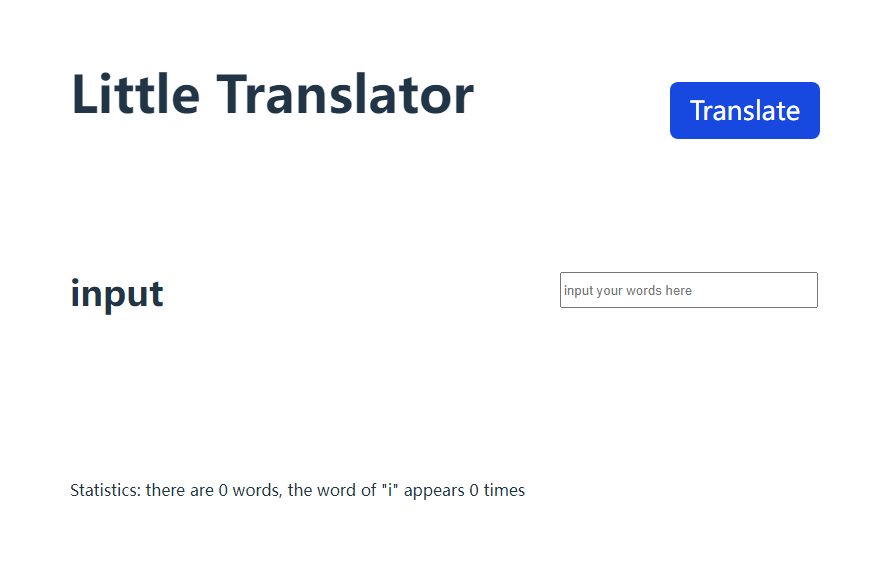 Little Translator
Translate
input
input your words here
Statistics: there are 0 words, the word of "i" appears 0 times